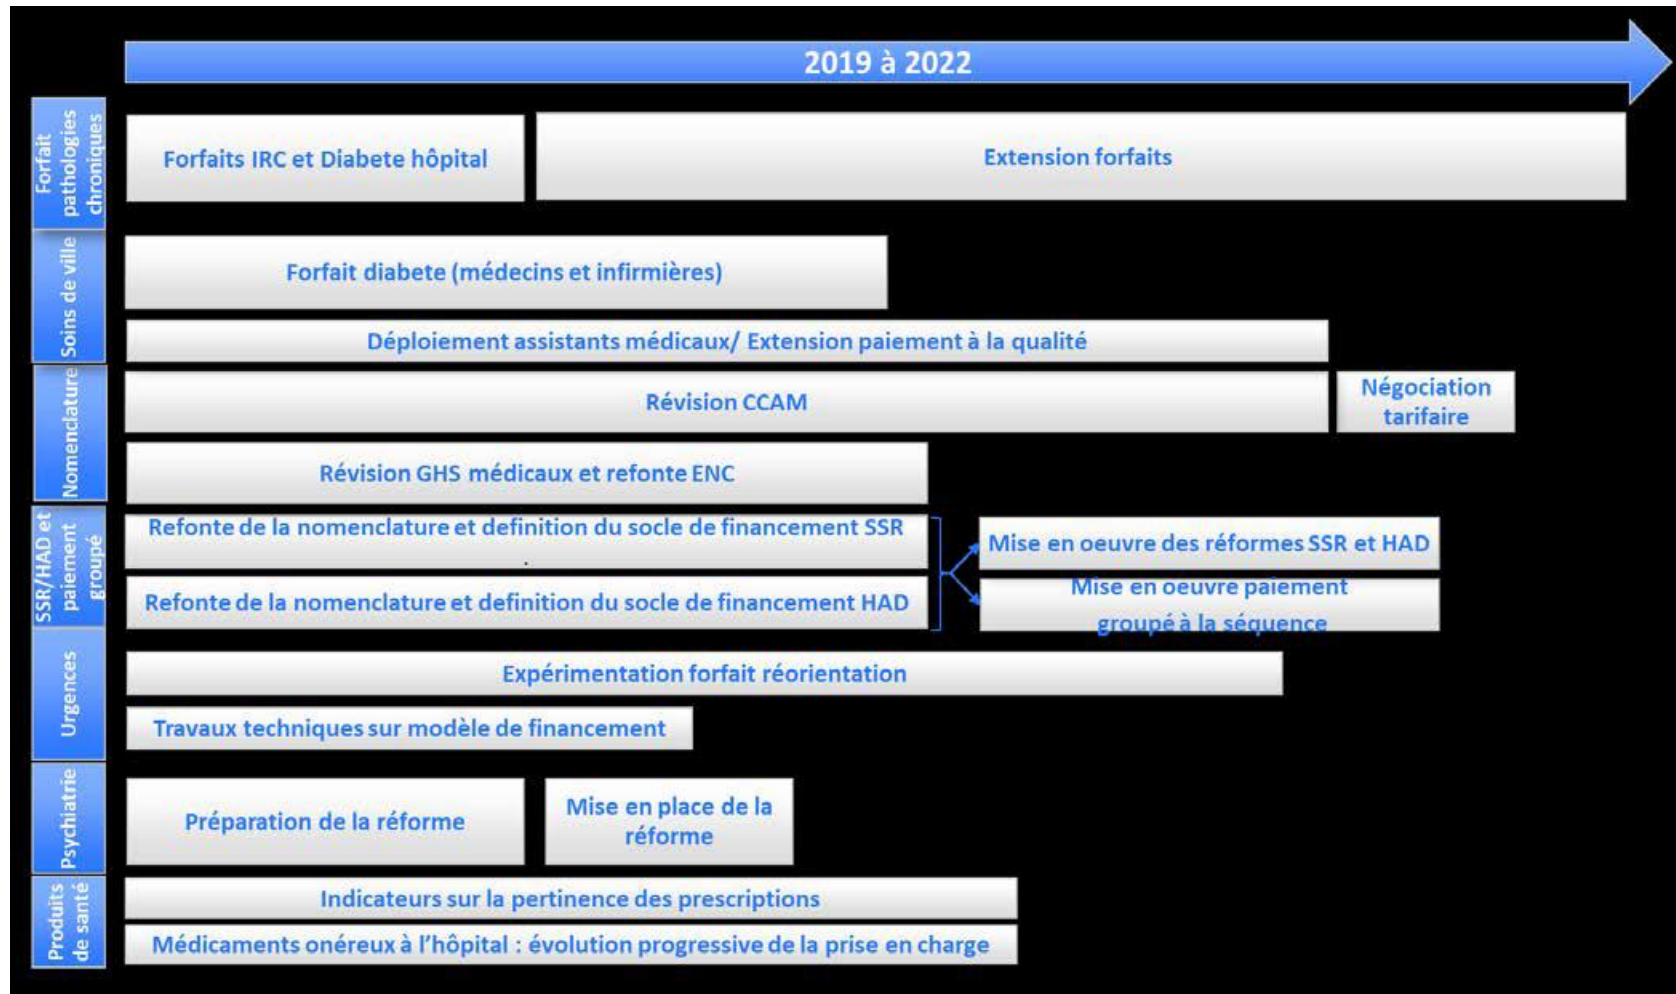 2019 à 2022
Forfait
pathologies
chroniques
Forfaits IRC et Diabete hôpital
Extension forfaits
Soins de ville
Forfait diabete (médecins et infirmières)
Déploiement assistants médicaux/ Extension paiement à la qualité
Nomenclature
Révision CCAM
Négociation
tarifaire
Révision GHS médicaux et refonte ENC
SSR/HAD et
paiement
groupé
Refonte de la nomenclature et definition du socle de financement SSR
.
Refonte de la nomenclature et definition du socle de financement HAD
Mise en oeuvre des réformes SSR et HAD
Mise en oeuvre paiement
groupé à la séquence
Urgences
Expérimentation forfait réorientation
Travaux techniques sur modèle de financement
Psychiatrie
Préparation de la réforme
Mise en place de la
réforme
Produits
de santé
Indicateurs sur la pertinence des prescriptions
Médicaments onéreux à l'hôpital : évolution progressive de la prise en charge